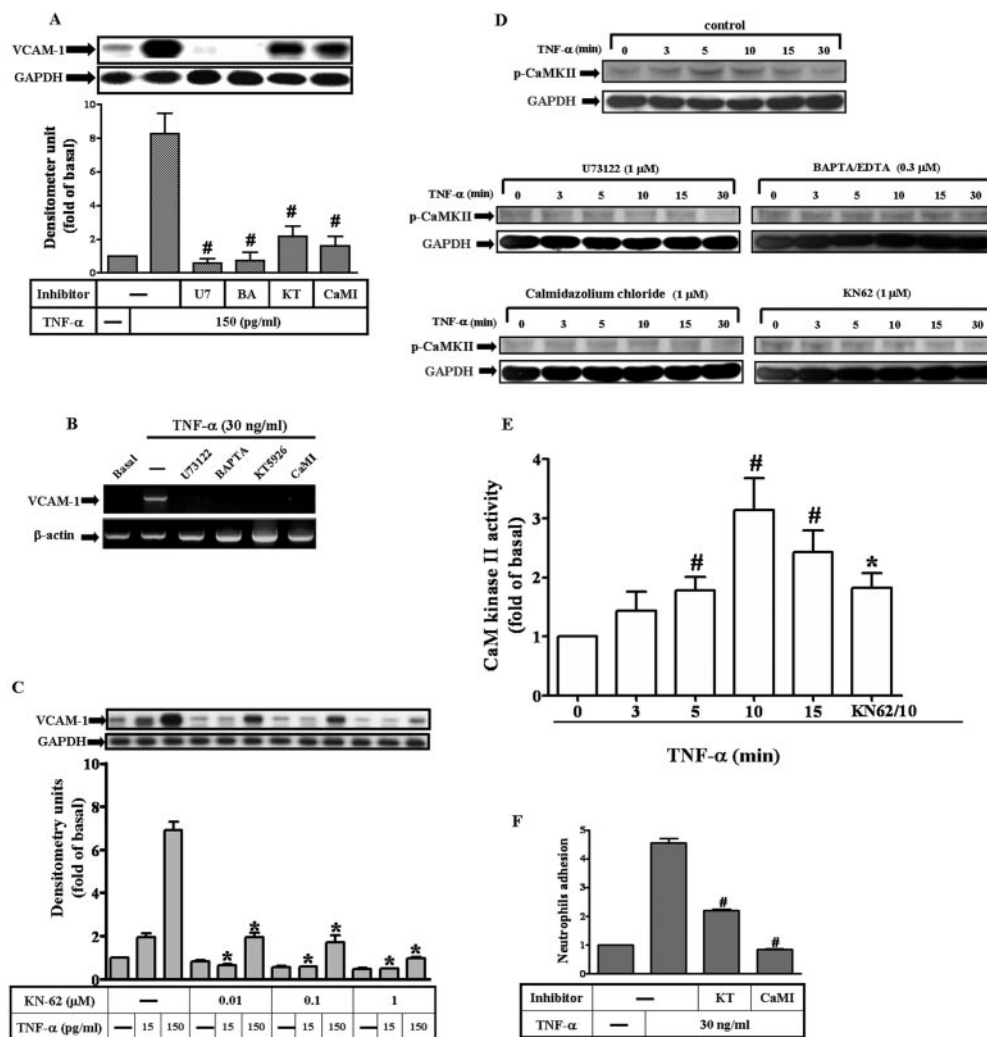 A
VCAM-1
GAPDH
10
8
6
4
2
0
Densitometer unit
(fold of basal)
# # # #
Inhibitor — U7 BA KT CaMI
TNF-α — 150 (pg/ml)
B
TNF-α (30 ng/ml)
Basal — U73122 BAPTA KT5926 CaMI
VCAM-1
β-actin
C
VCAM-1
GAPDH
10
8
6
4
2
0
Densitometry units
(fold of basal)
* * * * * *
KN-62 (μM) — 0.01 0.1 1
TNF-α (pg/ml) — 15 150 — 15 150 — 15 150 — 15 150
D
control
TNF-α (min) 0 3 5 10 15 30
p-CaMKII
GAPDH
U73122 (1 μM)
TNF-α (min) 0 3 5 10 15 30
p-CaMKII
GAPDH
BAPTA/EDTA (0.3 μM)
0 3 5 10 15 30
Calmidazolium chloride (1 μM)
TNF-α (min) 0 3 5 10 15 30
p-CaMKII
GAPDH
KN62 (1 μM)
0 3 5 10 15 30
E
4
3
2
1
0
CaM kinase II activity
(fold of basal)
# # # *
0 3 5 10 15 KN62/10
TNF-α (min)
F
5
4
3
2
1
0
Neutrophils adhesion
# #
Inhibitor — KT CaMI
TNF-α — 30 ng/ml